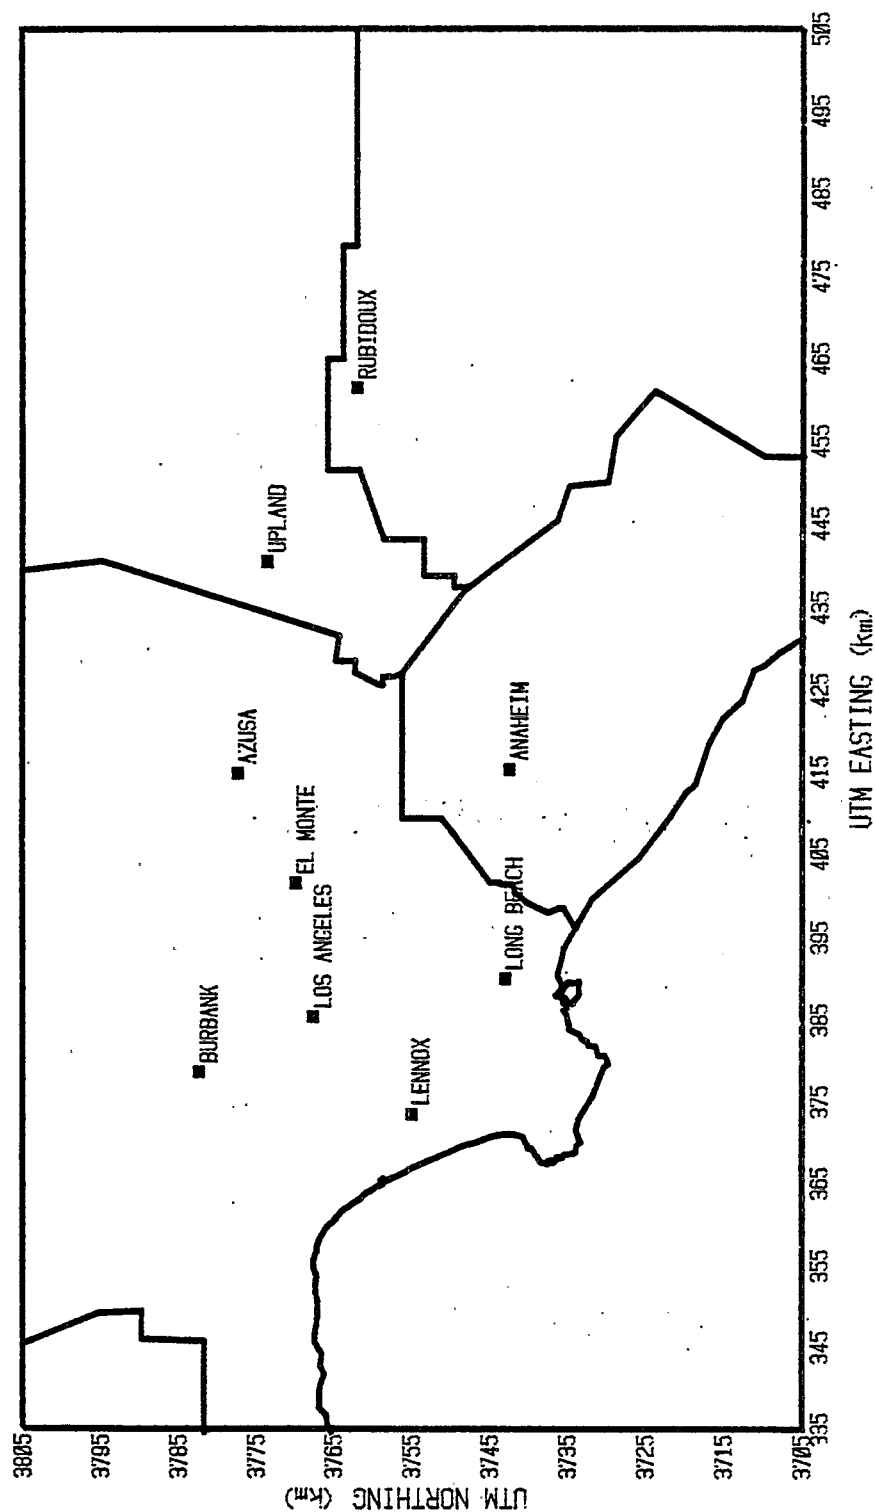 3805
3795
3785
3775
3765
3755
3745
3735
3725
3715
3705
UTM NORTHING (km)
BURBANK
AZUSA
UPLAND
EL MONTE
LOS ANGELES
RUBIDOUX
LENNOX
LONG BEACH
ANAHEIM
335
345
355
365
375
385
395
405
415
425
435
445
455
465
475
485
495
505
UTM EASTING (km)